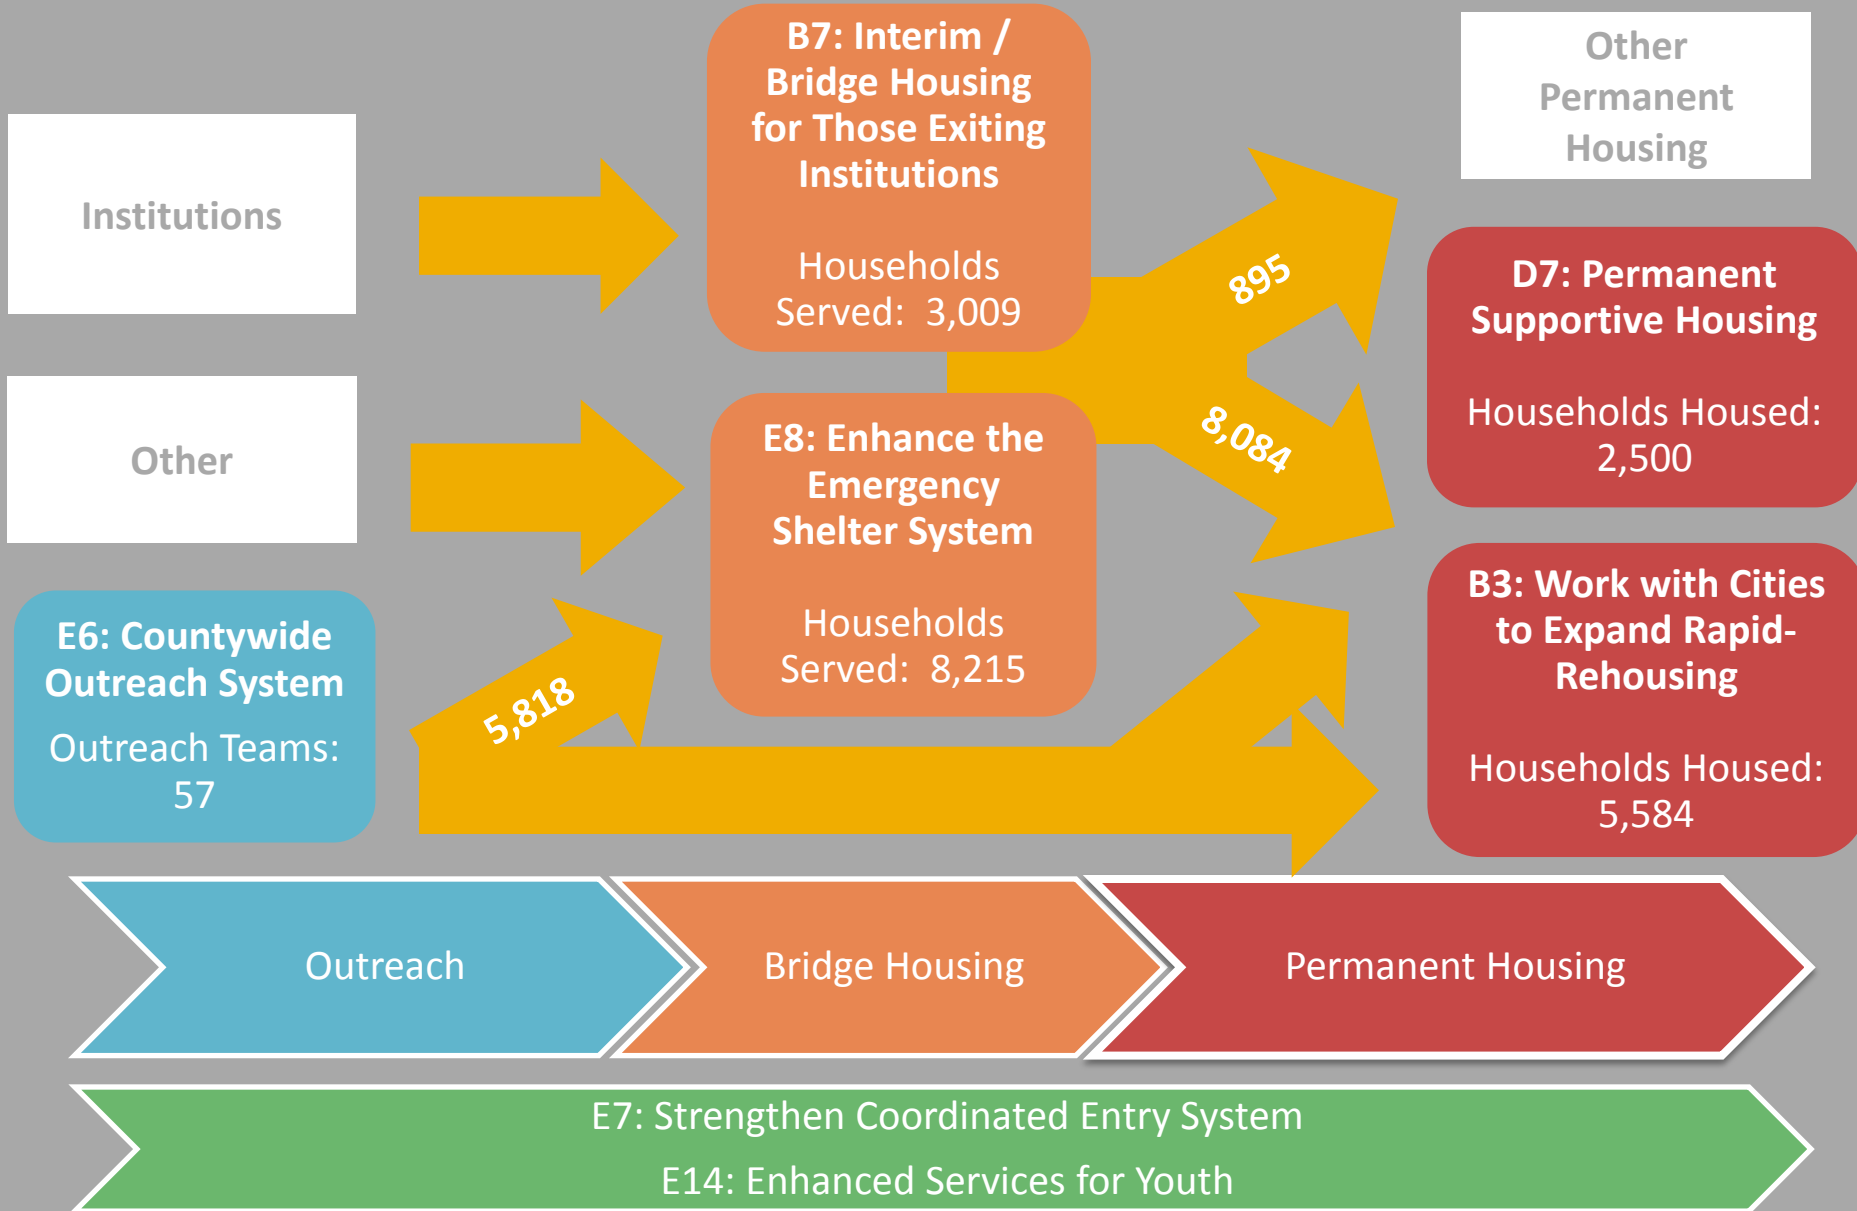 Institutions
Other
E6: Countywide
Outreach System
Outreach Teams:
57
B7: Interim /
Bridge Housing
for Those Exiting
Institutions
Households
Served: 3,009
E8: Enhance the
Emergency
Shelter System
Households
Served: 8,215
5,818
895
8,084
Other
Permanent
Housing
D7: Permanent
Supportive Housing
Households Housed:
2,500
B3: Work with Cities
to Expand Rapid-
Rehousing
Households Housed:
5,584
Outreach
Bridge Housing
Permanent Housing
E7: Strengthen Coordinated Entry System
E14: Enhanced Services for Youth